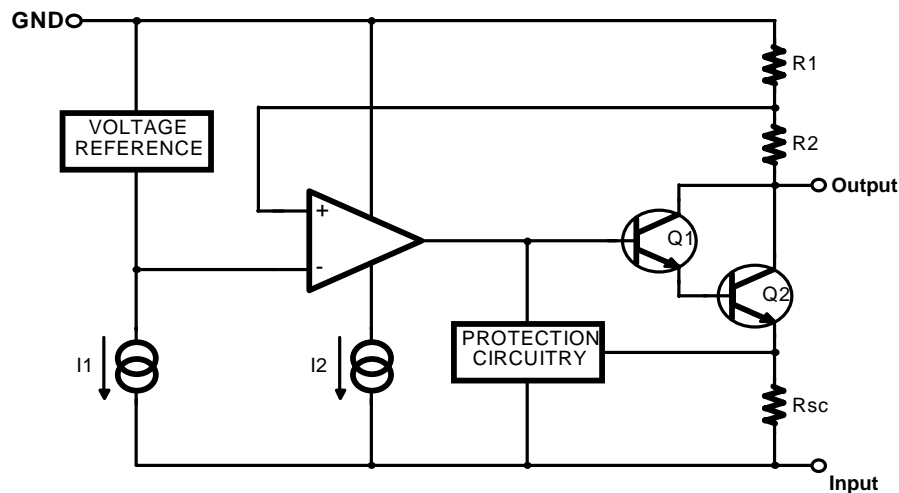 GND
R1
VOLTAGE
REFERENCE
R2
Output
+
-
Q1
Q2
I1
I2
PROTECTION
CIRCUITRY
Rsc
Input